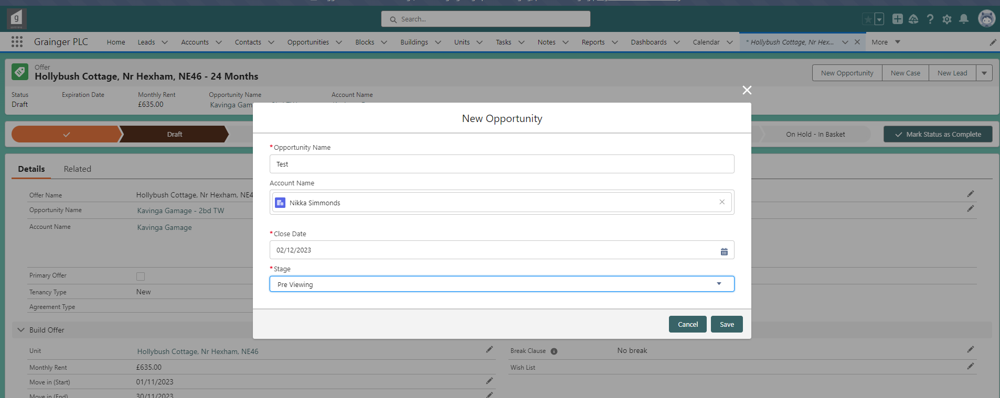 g
Search...
Grainger PLC Home Leads Accounts Contacts Opportunities Blocks Buildings Units Tasks Notes Reports Dashboards Calendar * Hollybush Cottage, Nr Hex... More
Offer
Hollybush Cottage, Nr Hexham, NE46 - 24 Months
New Opportunity New Case New Lead
Status Expiration Date Monthly Rent Opportunity Name Account Name
Draft £635.00 Kavinga Gam
Draft On Hold - In Basket Mark Status as Complete
New Opportunity
* Opportunity Name
Test
Account Name
Nikka Simmonds
* Close Date
02/12/2023
* Stage
Pre Viewing
Cancel Save
Details Related
Offer Name Hollybush Cottage, Nr Hexham, NE4
Opportunity Name Kavinga Gamage - 2bd TW
Account Name Kavinga Gamage
Primary Offer
Tenancy Type New
Agreement Type
Build Offer
Unit Hollybush Cottage, Nr Hexham, NE46 Break Clause No break
Monthly Rent £635.00 Wish List
Move in (Start) 01/11/2023
Move in (End) 30/11/2023